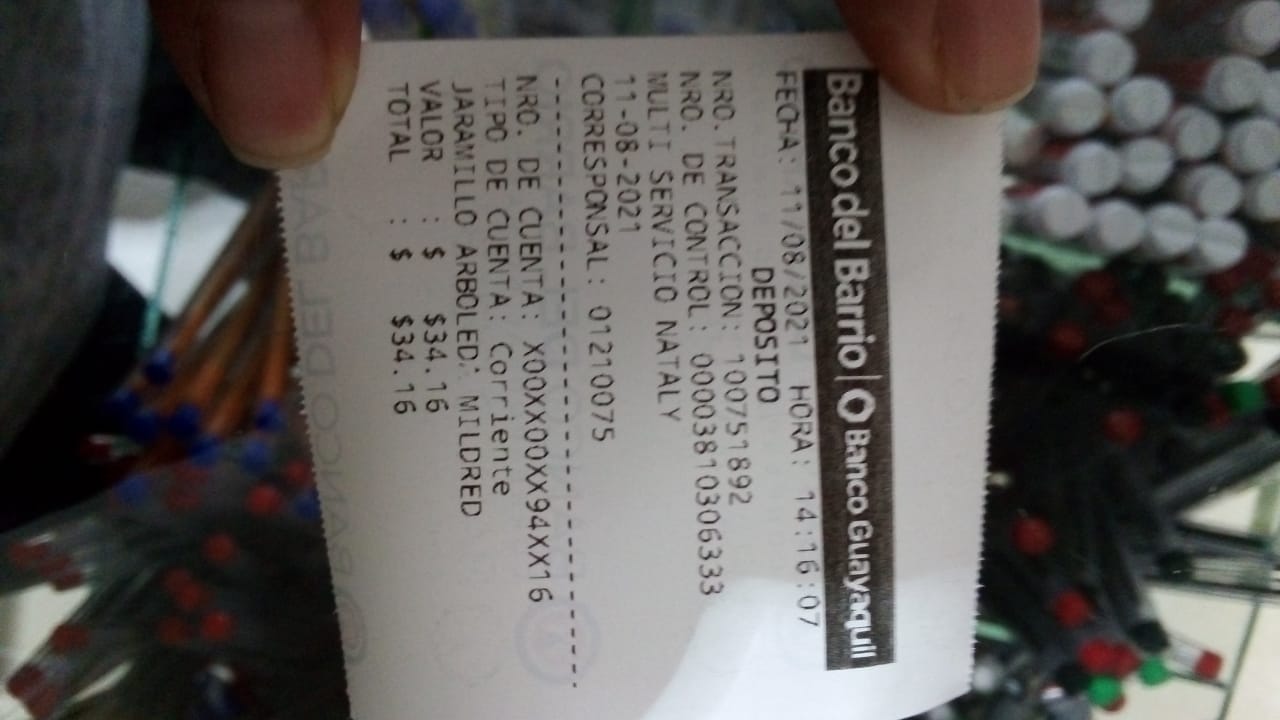 Banco del Barrio | Banco Guayaquil
FECHA: 11/08/2021 HORA: 14:16:07
DEPOSITO
NRO.TRANSACCION: 100751892
NRO. DE CONTROL: 00003810306333
MULTI SERVICIO NATALY
11-08-2021
CORRESPONSAL: 01210075
NRO. DE CUENTA: X00XX00XX94XX16
TIPO DE CUENTA: Corriente
JARAMILLO ARBOLEDA MILDRED
VALOR : $ $34.16
TOTAL : $ $34.16